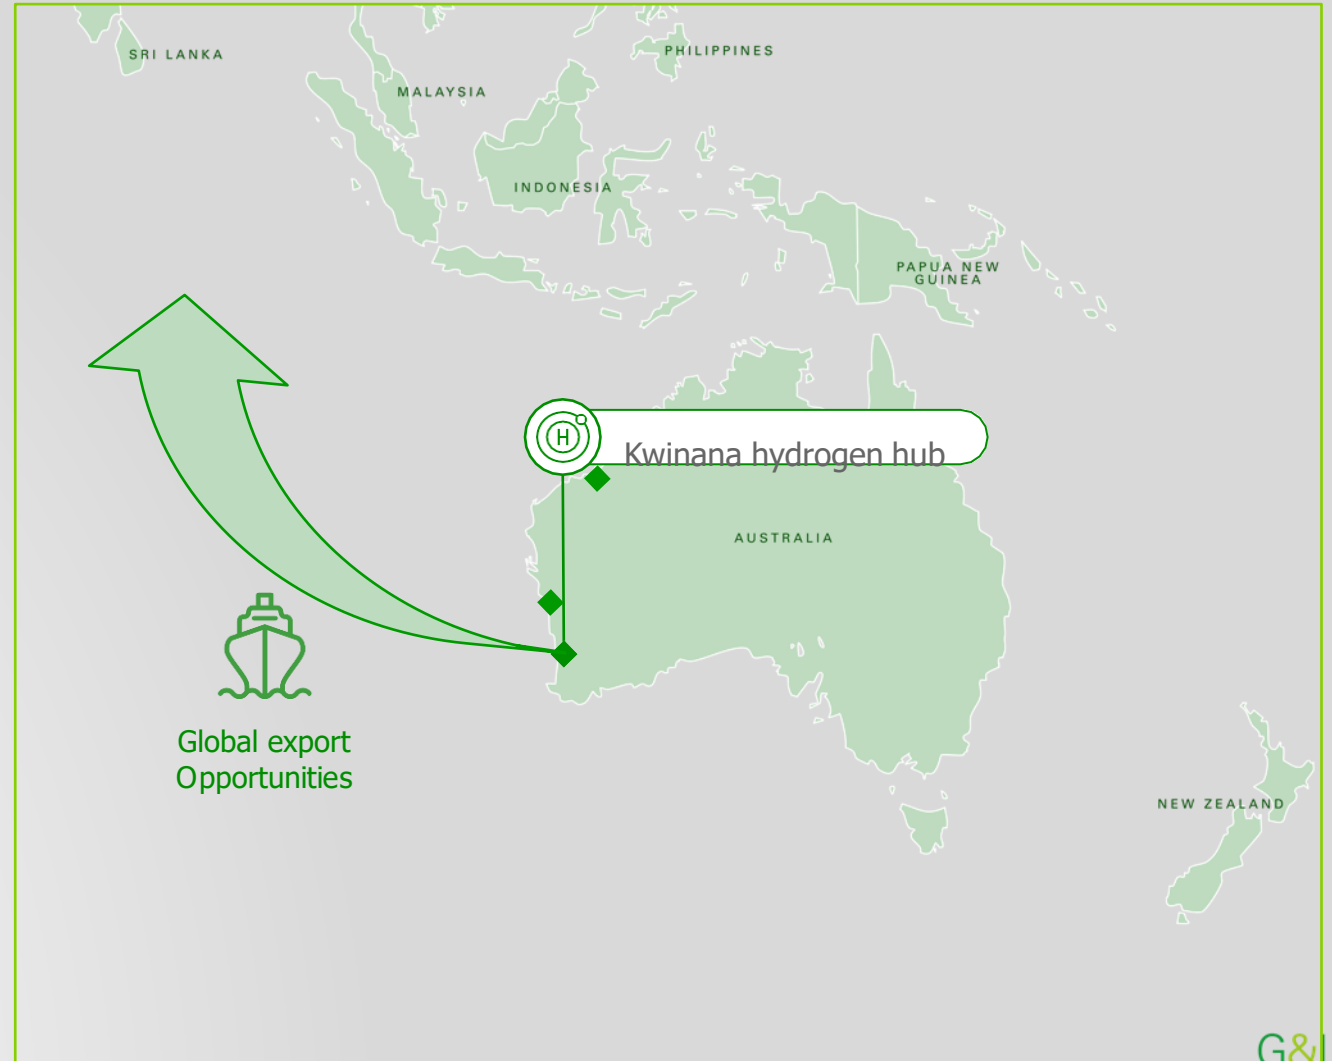 SRI LANKA
PHILIPPINES
MALAYSIA
INDONESIA
PAPUA NEW
GUINEA
H
Kwinana hydrogen hub
AUSTRALIA
Global export
Opportunities
NEW ZEALAND
G&